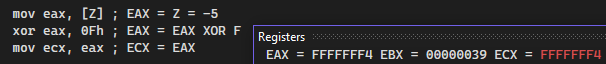 mov eax, [Z] ; EAX = Z = -5
xor eax, 0Fh ; EAX = EAX XOR F
mov ecx, eax ; ECX = EAX
Registers
EAX = FFFFFFF4 EBX = 00000039 ECX = FFFFFFF4